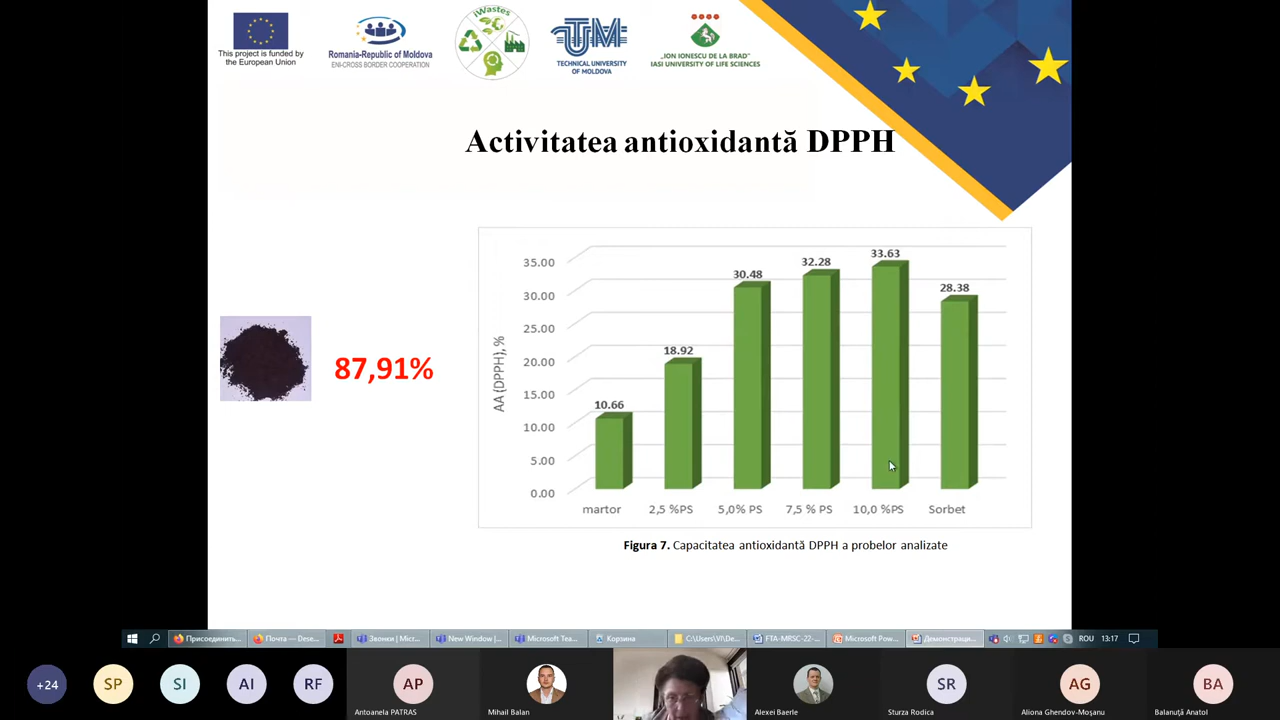 This project is funded by
the European Union
Romania-Republic of Moldova
ENI-CROSS BORDER COOPERATION
iWastes
UTM
TECHNICAL UNIVERSITY
OF MOLDOVA
„ION IONESCU DE LA BRAD”
IASI UNIVERSITY OF LIFE SCIENCES
Activitatea antioxidantă DPPH
87,91%
AA (DPPH), %
35.00
30.00
25.00
20.00
15.00
10.00
5.00
0.00
10.66
18.92
30.48
32.28
33.63
28.38
martor
2,5 %PS
5,0% PS
7,5 % PS
10,0 %PS
Sorbet
Figura 7. Capacitatea antioxidantă DPPH a probelor analizate
Присоединить...
Почта — Dese...
Звонки | Micr...
New Window |...
Microsoft Tea...
Корзина
C:\Users\VI\De...
FTA-MRSC-22-...
Microsoft Pow...
Демонстраци...
ROU
13:17
+24
SP
SI
AI
RF
AP
Antoanela PATRAS
Mihail Balan
Alexei Baerle
SR
Sturza Rodica
AG
Aliona Ghendov-Moşanu
BA
Balanuţă Anatol